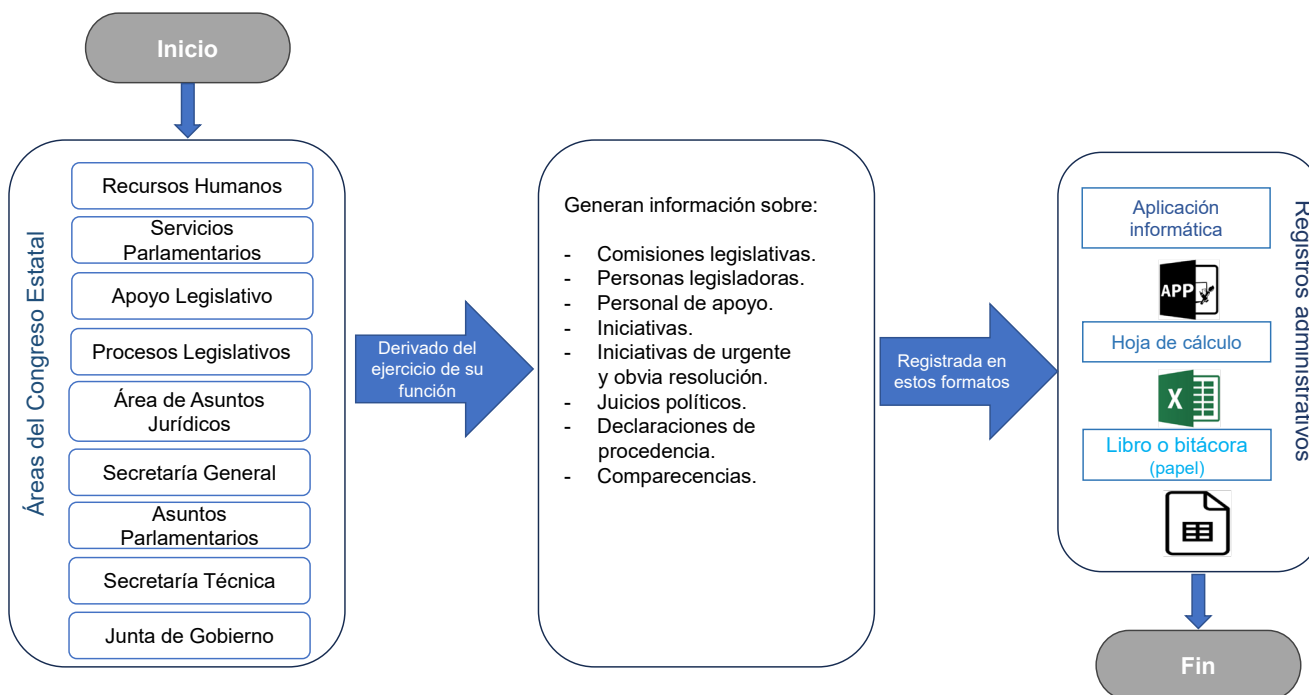 Inicio
Áreas del Congreso Estatal
Recursos Humanos
Servicios
Parlamentarios
Apoyo Legislativo
Procesos Legislativos
Área de Asuntos
Jurídicos
Secretaría General
Asuntos
Parlamentarios
Secretaría Técnica
Junta de Gobierno
Derivado del
ejercicio de su
función
Generan información sobre:
- Comisiones legislativas.
- Personas legisladoras.
- Personal de apoyo.
- Iniciativas.
- Iniciativas de urgente
y obvia resolución.
- Juicios políticos.
- Declaraciones de
procedencia.
- Comparecencias.
Registrada en
estos formatos
Registros administrativos
Aplicación
informática
APP
Hoja de cálculo
X
Libro o bitácora
(papel)
Fin